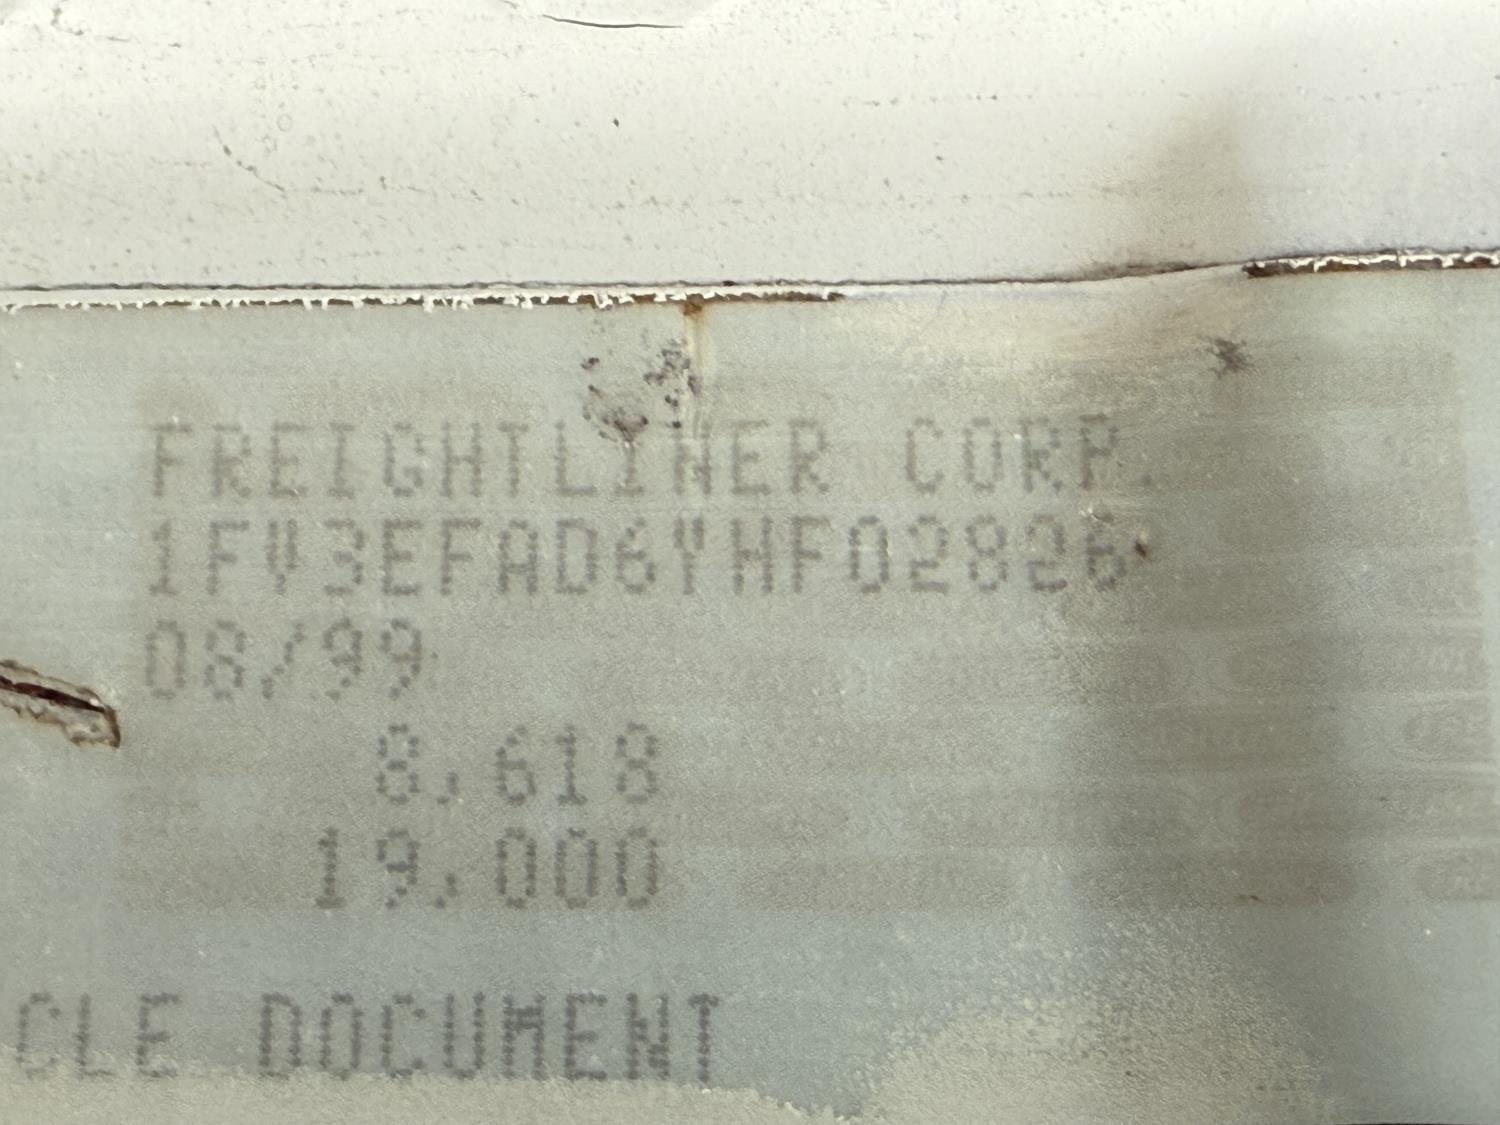 FREIGHTLINER CORP.
1FV3EFAD6YHF02826
08/99
8,618
19,000
CLE DOCUMENT